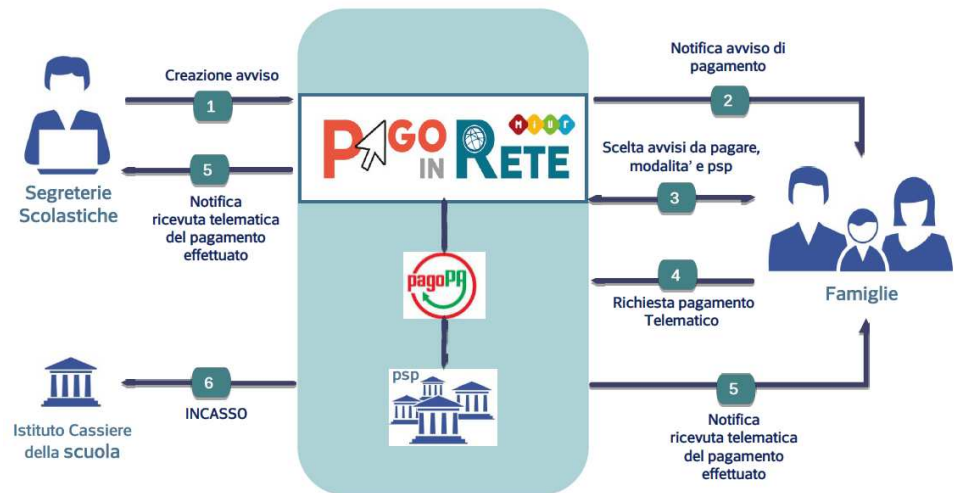 Creazione avviso
1
5
Notifica
ricevuta telematica
del pagamento
effettuato
Segreterie
Scolastiche
PAGO
IN RETE
Miur
pagoPA
psp
Notifica avviso di
pagamento
2
Scelta avvisi da pagare,
modalita' e psp
3
4
Richiesta pagamento
Telematico
Famiglie
5
Notifica
ricevuta telematica
del pagamento
effettuato
6
INCASSO
Istituto Cassiere
della scuola